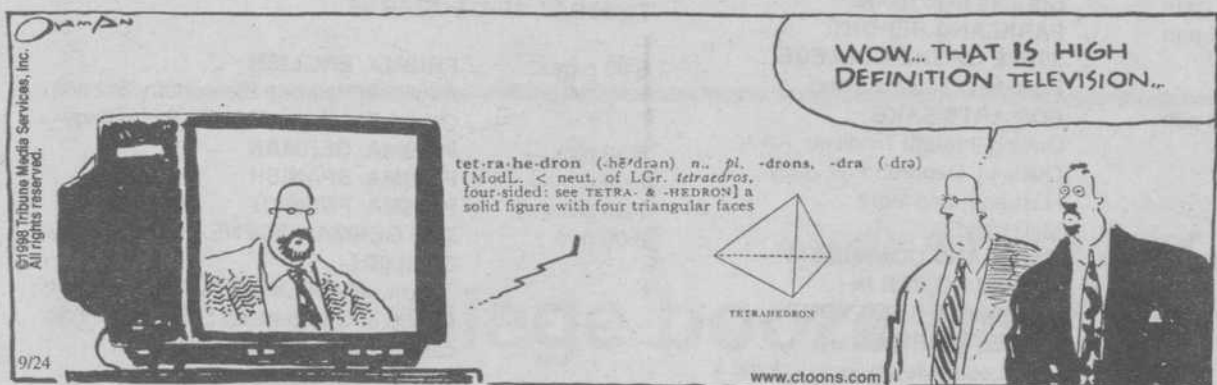 ©1998 Tribune Media Services, Inc.
All rights reserved.
WOW... THAT IS HIGH
DEFINITION TELEVISION...
tet·ra·he·dron (-hē′drən) n., pl. -drons, -dra (-drə)
[ModL. < neut. of LGr. tetraedros,
four-sided: see TETRA- & -HEDRON] a
solid figure with four triangular faces
TETRAHEDRON
9/24
www.ctoons.com